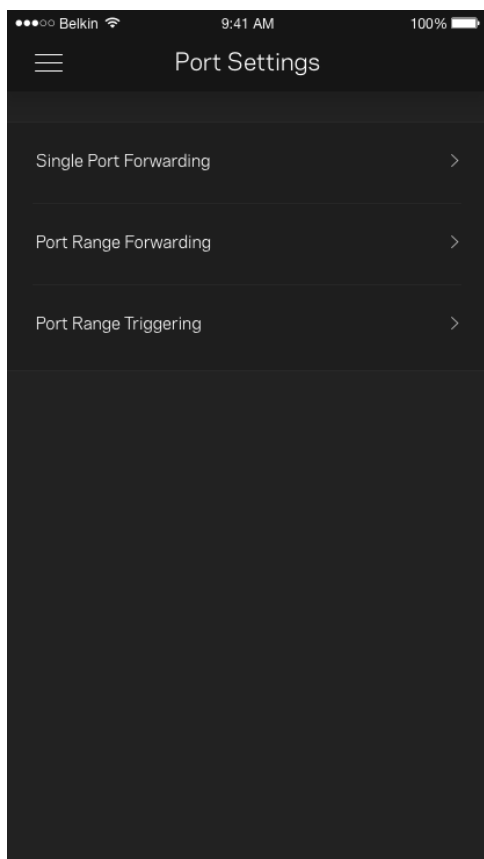 Belkin 9:41 AM 100%
Port Settings
Single Port Forwarding
Port Range Forwarding
Port Range Triggering